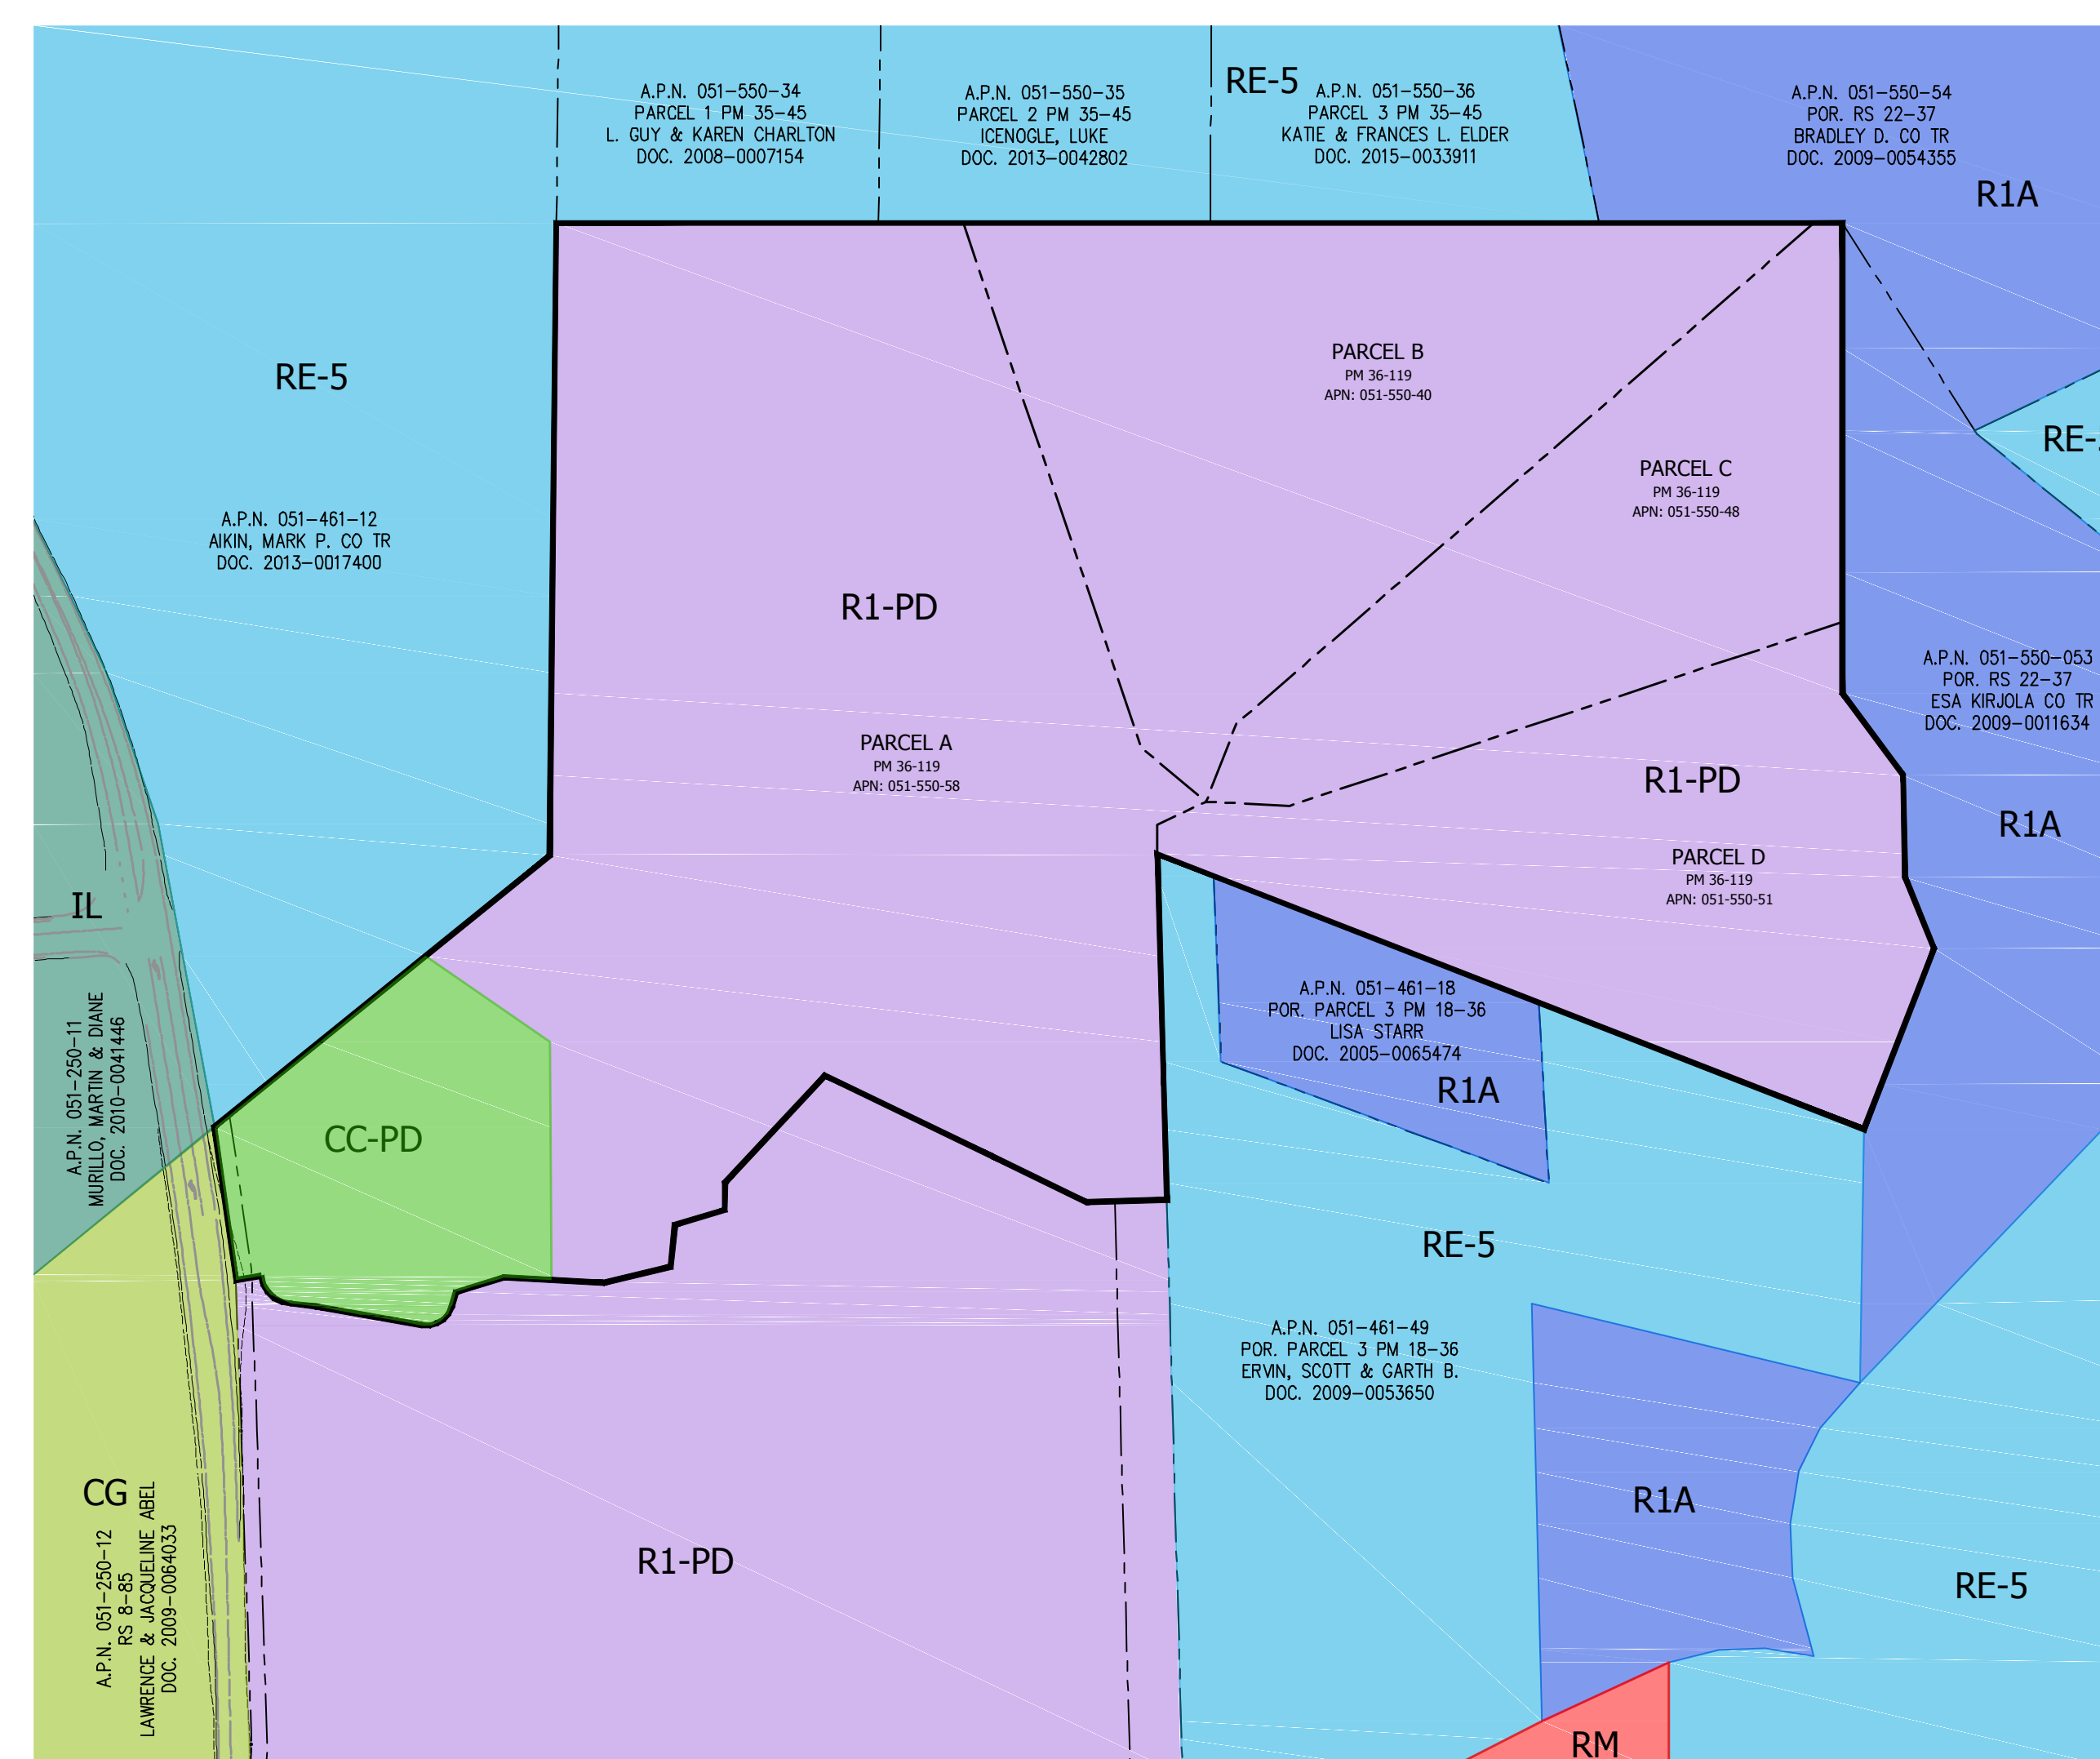 A.P.N. 051-550-34
PARCEL 1 PM 35-45
L. GUY & KAREN CHARLTON
DOC. 2008-0007154
A.P.N. 051-550-35
PARCEL 2 PM 35-45
ICENOGLE, LUKE
DOC. 2013-0042802
RE-5
A.P.N. 051-550-36
PARCEL 3 PM 35-45
KATIE & FRANCES L. ELDER
DOC. 2015-0033911
A.P.N. 051-550-54
POR. RS 22-37
BRADLEY D. CO TR
DOC. 2009-0054355
R1A
RE-5
PARCEL B
PM 36-119
APN: 051-550-40
RE-
PARCEL C
PM 36-119
APN: 051-550-48
A.P.N. 051-461-12
AIKIN, MARK P. CO TR
DOC. 2013-0017400
R1-PD
A.P.N. 051-550-053
POR. RS 22-37
ESA KIRJOLA CO TR
DOC. 2009-0011634
PARCEL A
PM 36-119
APN: 051-550-58
R1-PD
R1A
PARCEL D
PM 36-119
APN: 051-550-51
IL
A.P.N. 051-250-11
MURILLO, MARTIN & DIANE
DOC. 2010-0041446
A.P.N. 051-461-18
POR. PARCEL 3 PM 18-36
LISA STARR
DOC. 2005-0065474
R1A
CC-PD
RE-5
A.P.N. 051-461-49
POR. PARCEL 3 PM 18-36
ERVIN, SCOTT & GARTH B.
DOC. 2009-0053650
CG
A.P.N. 051-250-12
RS 8-85
LAWRENCE & JACQUELINE ABEL
DOC. 2009-0064033
R1A
R1-PD
RE-5
RM